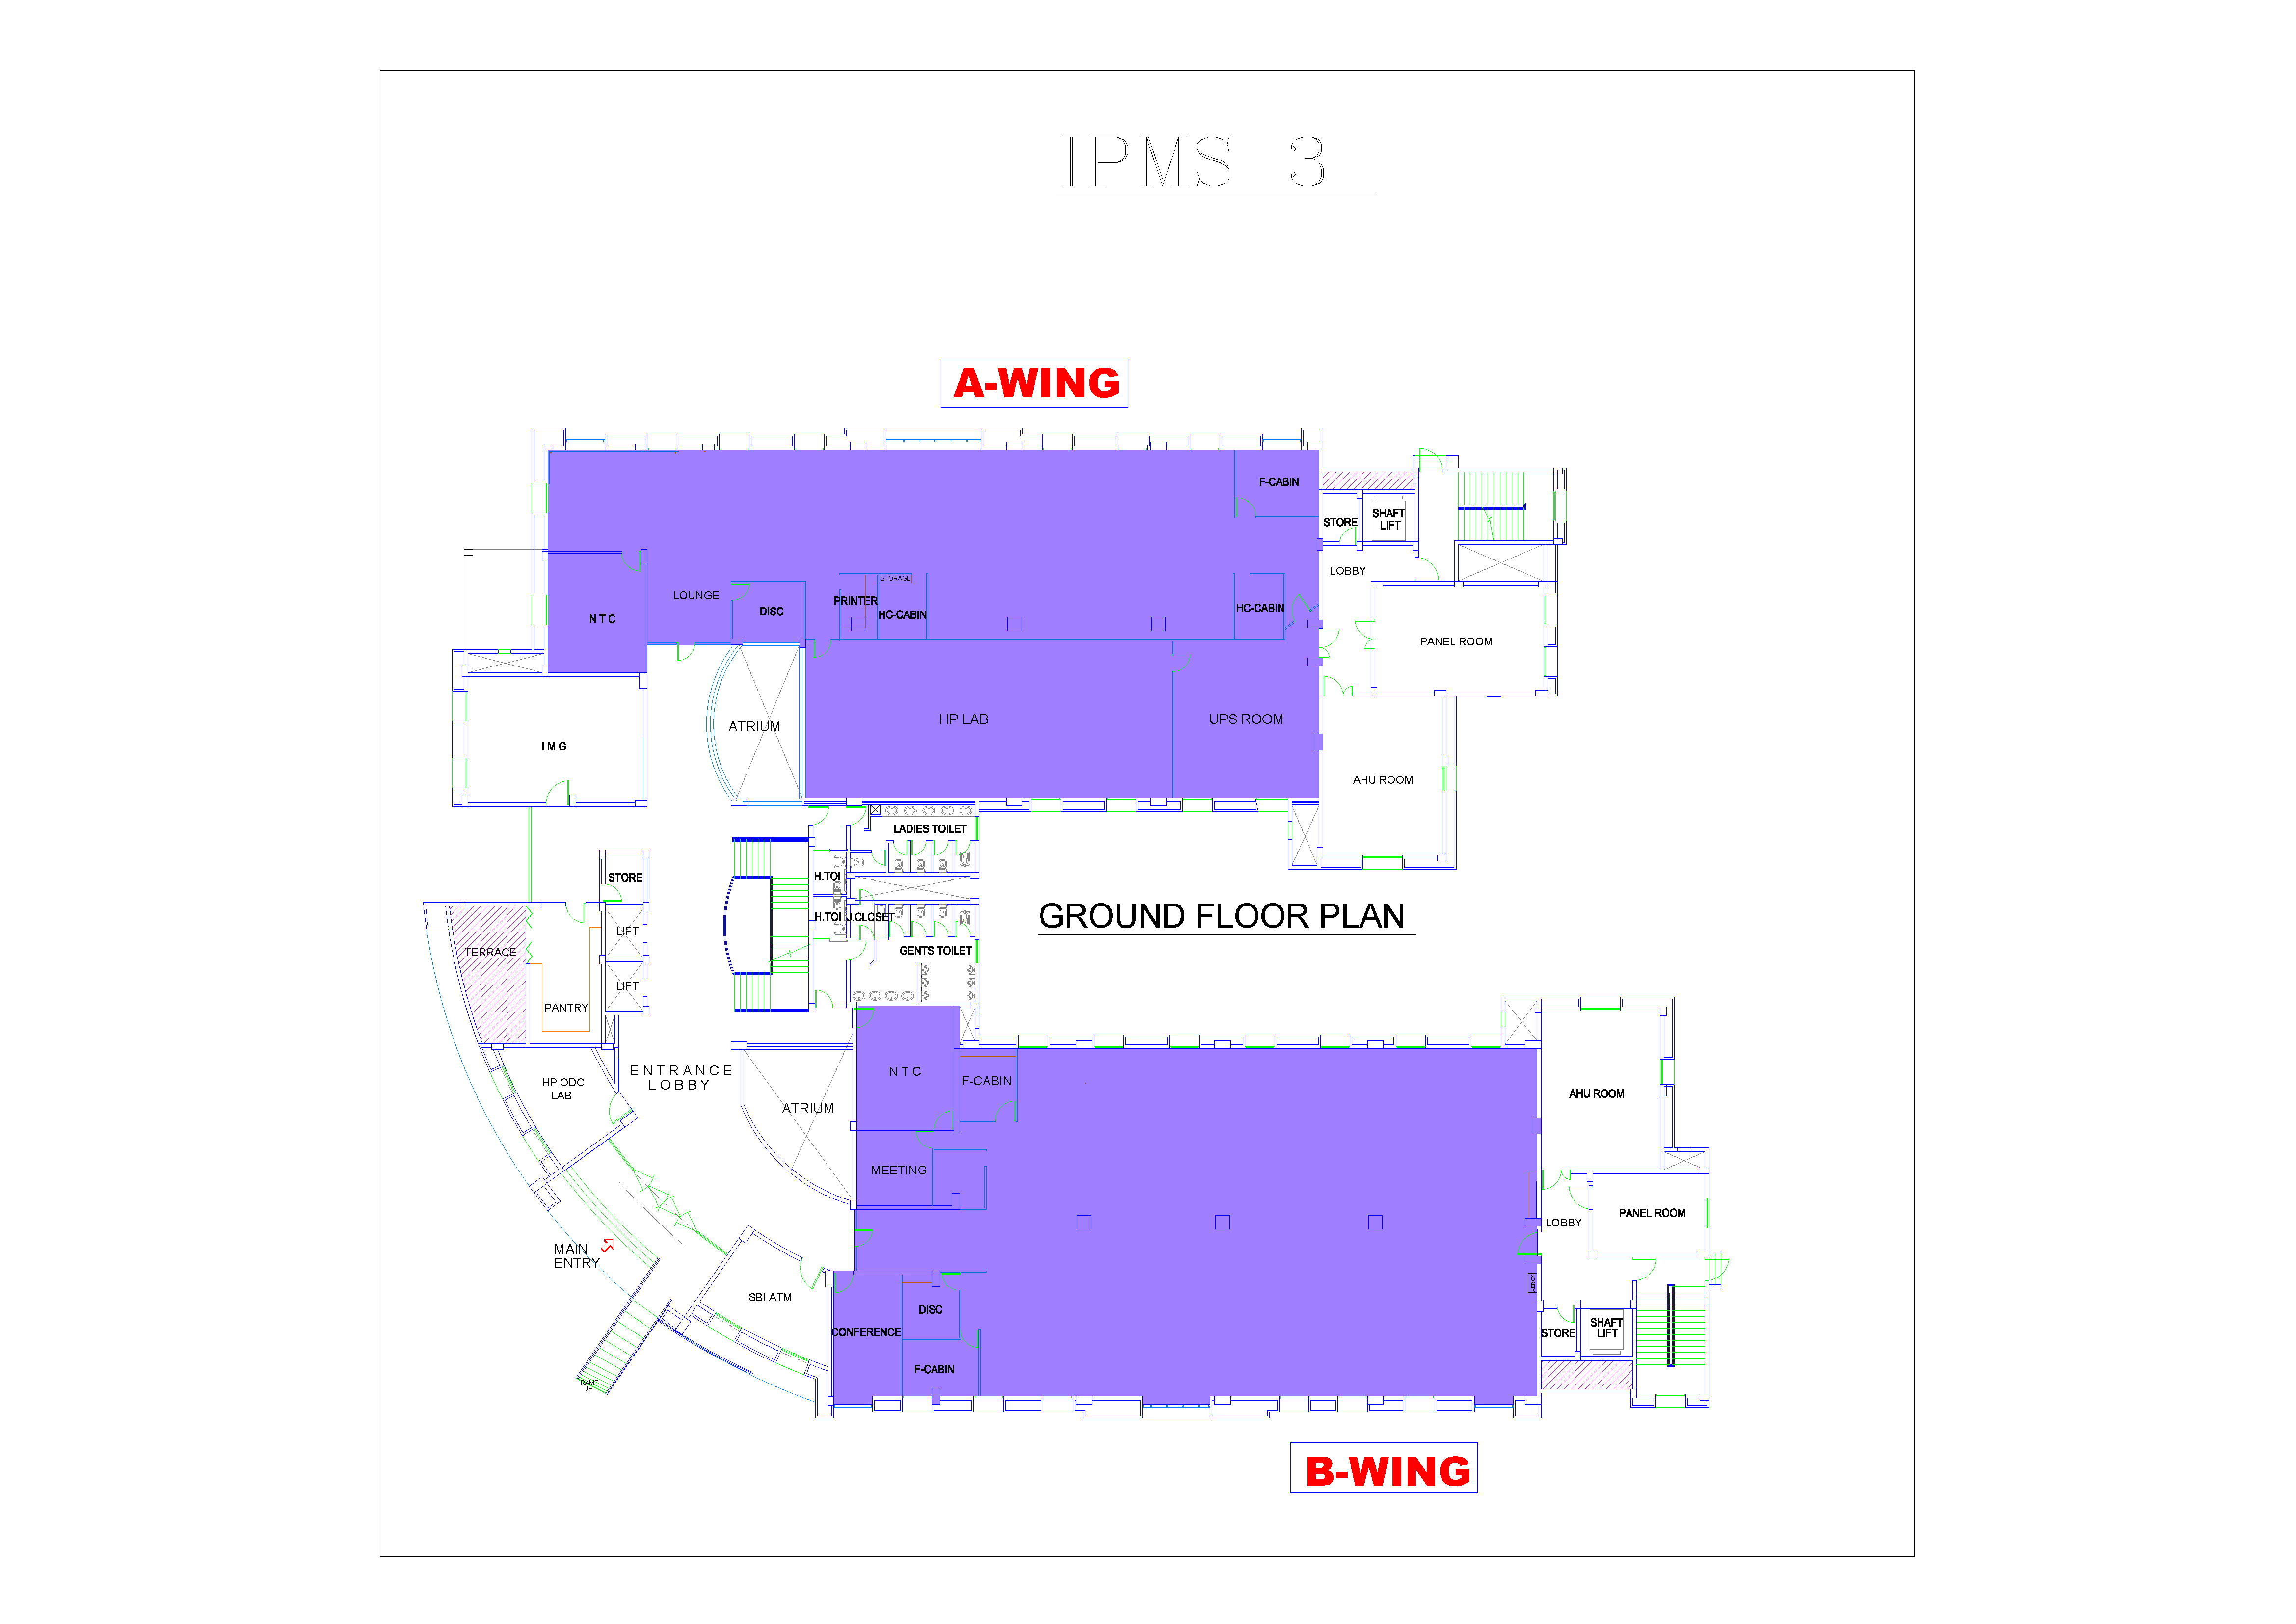 IPMS 3
A-WING
F-CABIN
STORE
SHAFT
LIFT
LOBBY
STORAGE
LOUNGE
DISC
PRINTER
HC-CABIN
HC-CABIN
N T C
PANEL ROOM
HP LAB
UPS ROOM
ATRIUM
I M G
AHU ROOM
LADIES TOILET
STORE
H.TOI
H.TOI
J.CLOSET
GROUND FLOOR PLAN
LIFT
TERRACE
GENTS TOILET
LIFT
PANTRY
ENTRANCE
LOBBY
N T C
F-CABIN
HP ODC
LAB
AHU ROOM
ATRIUM
MEETING
PANEL ROOM
LOBBY
MAIN
ENTRY
XEROX
SBI ATM
DISC
CONFERENCE
STORE
SHAFT
LIFT
F-CABIN
RAMP
UP
B-WING